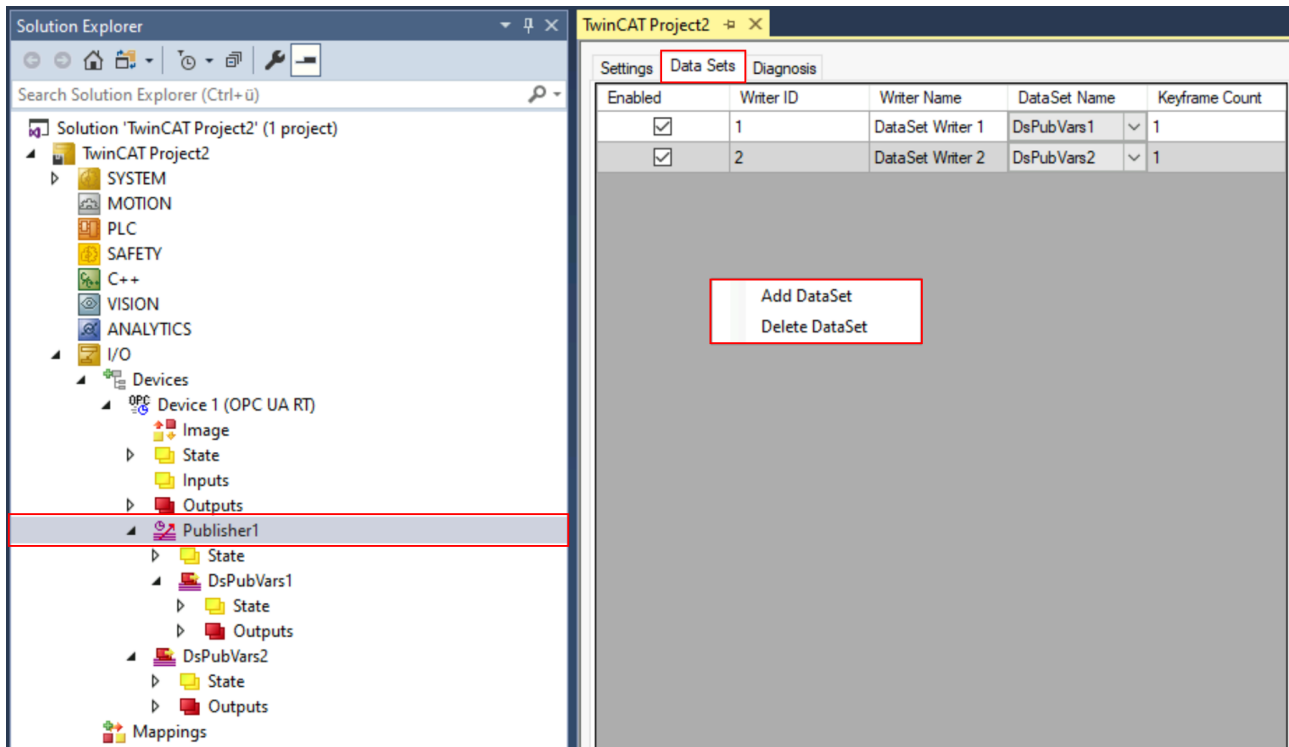 Solution Explorer
Search Solution Explorer (Ctrl+ü)
Solution 'TwinCAT Project2' (1 project)
TwinCAT Project2
SYSTEM
MOTION
PLC
SAFETY
C++
VISION
ANALYTICS
I/O
Devices
OPC Device 1 (OPC UA RT)
Image
State
Inputs
Outputs
Publisher1
State
DsPubVars1
State
Outputs
DsPubVars2
State
Outputs
Mappings
TwinCAT Project2
Settings Data Sets Diagnosis
Enabled Writer ID Writer Name DataSet Name Keyframe Count
1 DataSet Writer 1 DsPubVars1 1
2 DataSet Writer 2 DsPubVars2 1
Add DataSet
Delete DataSet